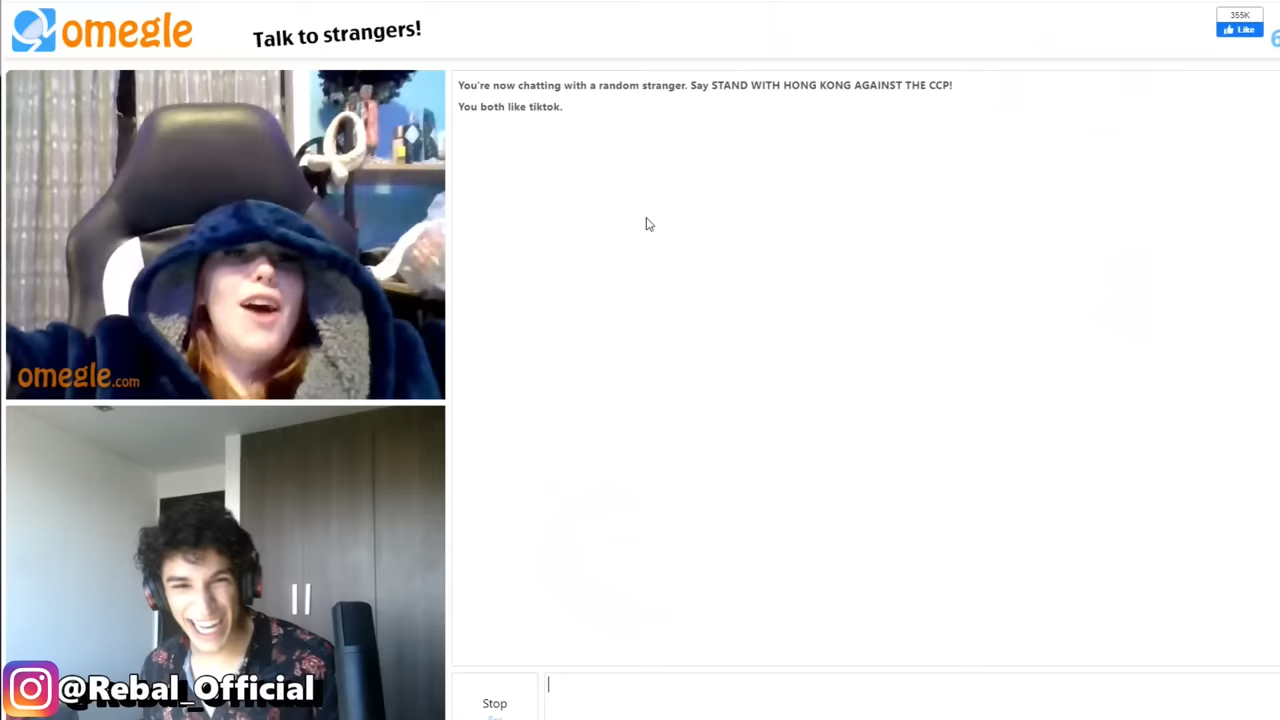 omegle
Talk to strangers!
355K
Like
You're now chatting with a random stranger. Say STAND WITH HONG KONG AGAINST THE CCP!
You both like tiktok.
omegle.com
@Rebal_Official
Stop